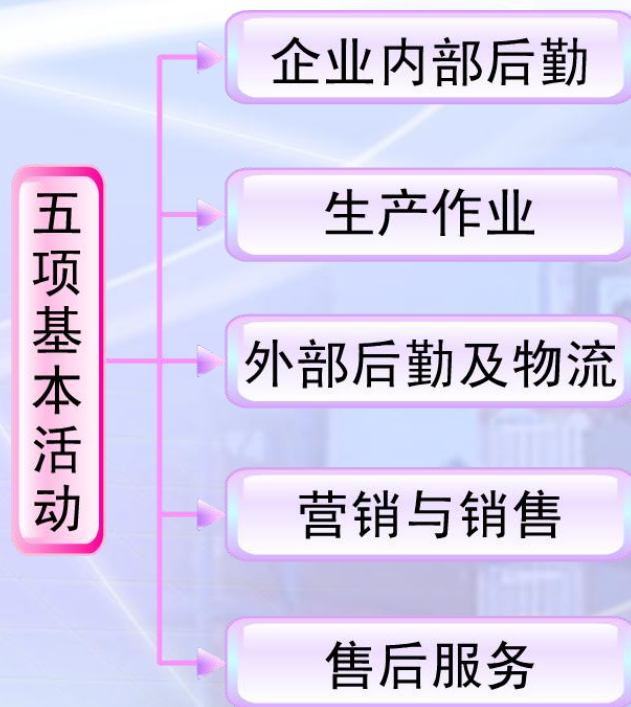 五项基本活动
企业内部后勤
生产作业
外部后勤及物流
营销与销售
售后服务